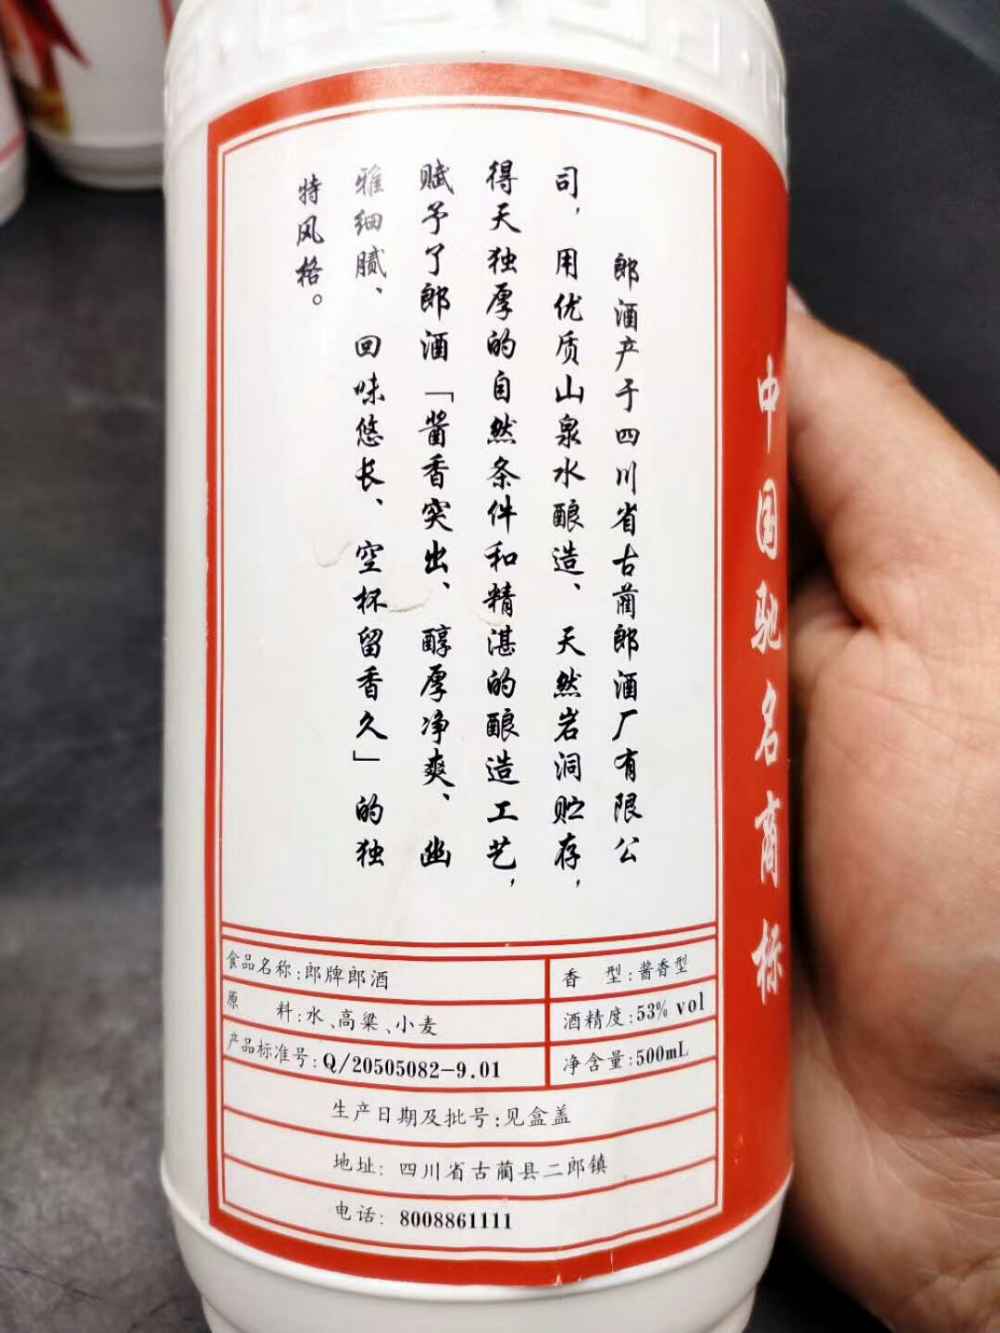 郎酒产于四川省古蔺郎酒厂有限公
司，用优质山泉水酿造、天然岩洞贮存，
得天独厚的自然条件和精湛的酿造工艺，
赋予了郎酒「酱香突出、醇厚净爽、幽
雅细腻、回味悠长、空杯留香久」的独
特风格。
食品名称:郎牌郎酒
香 型:酱香型
原 料:水、高粱、小麦
酒精度:53% vol
产品标准号:Q/20505082-9.01
净含量:500mL
生产日期及批号:见盒盖
地址: 四川省古蔺县二郎镇
电话: 8008861111
中国驰名商标